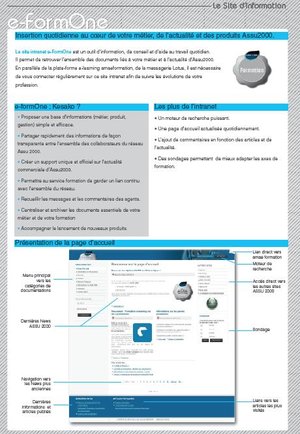 Le Site d'Information
e-FormOne
Insertion quotidienne au cœur de votre métier, de l'actualité et des produits Assu2000.
Le site intranet e-FormOne est un outil d'information, de conseil et d'aide au travail quotidien.
Il permet de retrouver l'ensemble des documents liés à votre métier et à l'actualité d'Assu2000.
En parallèle de la plate-forme e-learning emaformation, de la messagerie Lotus, il est nécessaire
de vous connecter régulièrement sur ce site intranet afin de suivre les évolutions de votre
profession.
Formation
e-formOne : Kesako ?
• Proposer une base d'informations (métier, produit,
gestion) simple et efficace.
• Partager rapidement des informations de façon
transparente entre l'ensemble des collaborateurs du réseau
Assu 2000.
• Créer un support unique et officiel sur l'actualité
commerciale d'Assu2000.
• Permettre au service formation de garder un lien continu
avec l'ensemble du réseau.
• Recueillir les messages et les commentaires des agents.
• Centraliser et archiver les documents essentiels de votre
métier et de votre formation
• Accompagner le lancement de nouveaux produits
Les plus de l'intranet
• Un moteur de recherche puissant.
• Une page d'accueil actualisée quotidiennement.
• L'ajout de commentaires en fonction des articles et de
l'actualité.
• Des sondages permettent de mieux adapter les axes de
formation.
Présentation de la page d'accueil
Menu principal
vers les
catégories de
documentations
Dernières News
ASSU 2000
Navigation vers
les news plus
anciennes
Dernières
informations et
articles publiés
Lien direct vers
emaformation
Moteur de
recherche
Accès direct vers
les autres sites
ASSU 2000
Sondage
Liens vers les
articles les plus
visités